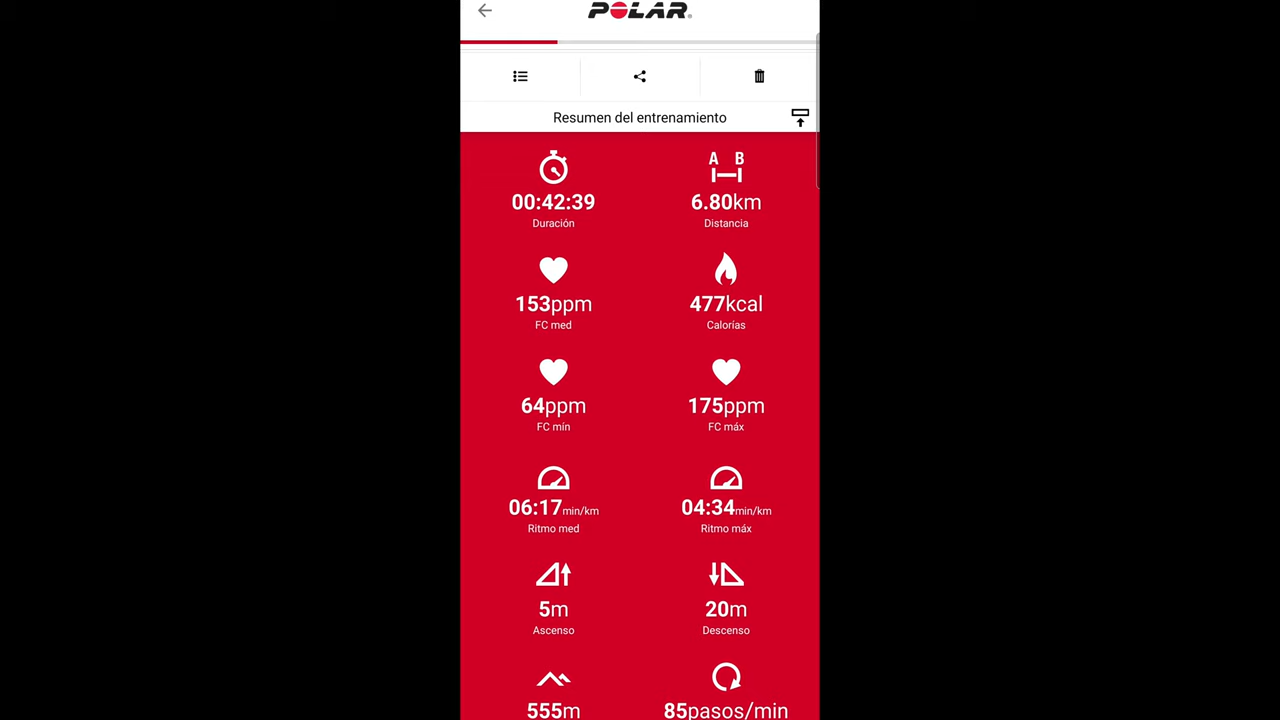 POLAR
Resumen del entrenamiento
A B
00:42:39 6.80km
Duración Distancia
153ppm 477kcal
FC med Calorías
64ppm 175ppm
FC mín FC máx
06:17min/km 04:34min/km
Ritmo med Ritmo máx
5m 20m
Ascenso Descenso
555m 85pasos/min